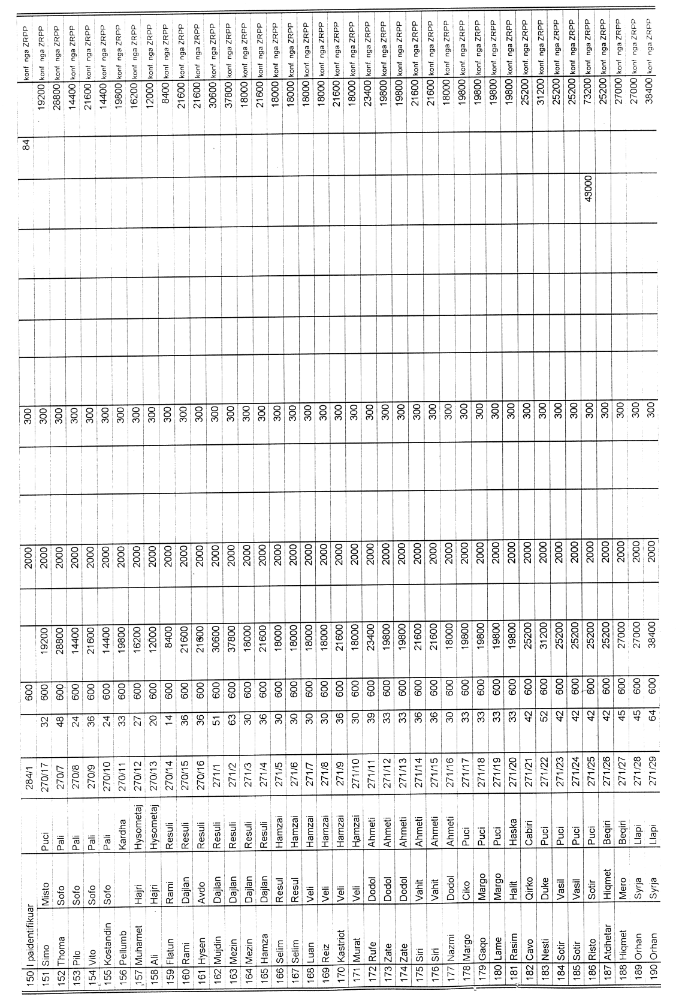 150 I paidentifikuar 284/1 600 2000 300 84 konf nga ZRPP
151 Simo Misto Puci 270/17 32 600 19200 2000 300 19200 konf nga ZRPP
152 Thoma Sofo Pali 270/7 48 600 28800 2000 300 28800 konf nga ZRPP
153 Pilo Sofo Pali 270/8 24 600 14400 2000 300 14400 konf nga ZRPP
154 Vito Sofo Pali 270/9 36 600 21600 2000 300 21600 konf nga ZRPP
155 Kostandin Sofo Pali 270/10 24 600 14400 2000 300 14400 konf nga ZRPP
156 Pellumb Kardha 270/11 33 600 19800 2000 300 19800 konf nga ZRPP
157 Muhamet Hajri Hysometaj 270/12 27 600 16200 2000 300 16200 konf nga ZRPP
158 Ali Hajri Hysometaj 270/13 20 600 12000 2000 300 12000 konf nga ZRPP
159 Flatun Rami Resuli 270/14 14 600 8400 2000 300 8400 konf nga ZRPP
160 Rami Dajlan Resuli 270/15 36 600 21600 2000 300 21600 konf nga ZRPP
161 Hysen Avdo Resuli 270/16 36 600 21600 2000 300 21600 konf nga ZRPP
162 Mujdin Dajlan Resuli 271/1 51 600 30600 2000 300 30600 konf nga ZRPP
163 Mezin Dajlan Resuli 271/2 63 600 37800 2000 300 37800 konf nga ZRPP
164 Mezin Dajlan Resuli 271/3 30 600 18000 2000 300 18000 konf nga ZRPP
165 Hamza Dajlan Resuli 271/4 36 600 21600 2000 300 21600 konf nga ZRPP
166 Selim Resul Hamzai 271/5 30 600 18000 2000 300 18000 konf nga ZRPP
167 Selim Resul Hamzai 271/6 30 600 18000 2000 300 18000 konf nga ZRPP
168 Luan Veli Hamzai 271/7 30 600 18000 2000 300 18000 konf nga ZRPP
169 Reiz Veli Hamzai 271/8 30 600 18000 2000 300 18000 konf nga ZRPP
170 Kastriot Veli Hamzai 271/9 36 600 21600 2000 300 21600 konf nga ZRPP
171 Murat Veli Hamzai 271/10 30 600 18000 2000 300 18000 konf nga ZRPP
172 Rufe Dodol Ahmeti 271/11 39 600 23400 2000 300 23400 konf nga ZRPP
173 Zate Dodol Ahmeti 271/12 33 600 19800 2000 300 19800 konf nga ZRPP
174 Zate Dodol Ahmeti 271/13 33 600 19800 2000 300 19800 konf nga ZRPP
175 Siri Vahit Ahmeti 271/14 36 600 21600 2000 300 21600 konf nga ZRPP
176 Siri Vahit Ahmeti 271/15 36 600 21600 2000 300 21600 konf nga ZRPP
177 Nazmi Dodol Ahmeti 271/16 30 600 18000 2000 300 18000 konf nga ZRPP
178 Margo Ciko Puci 271/17 33 600 19800 2000 300 19800 konf nga ZRPP
179 Gaqo Margo Puci 271/18 33 600 19800 2000 300 19800 konf nga ZRPP
180 Lame Margo Puci 271/19 33 600 19800 2000 300 19800 konf nga ZRPP
181 Rasim Halit Haska 271/20 33 600 19800 2000 300 19800 konf nga ZRPP
182 Cavo Qirko Cabiri 271/21 42 600 25200 2000 300 25200 konf nga ZRPP
183 Nesti Duke Puci 271/22 52 600 31200 2000 300 31200 konf nga ZRPP
184 Sotir Vasil Puci 271/23 42 600 25200 2000 300 25200 konf nga ZRPP
185 Sotir Vasil Puci 271/24 42 600 25200 2000 300 25200 konf nga ZRPP
186 Risto Sotir Puci 271/25 42 600 25200 2000 300 48000 73200 konf nga ZRPP
187 Atdhetar Hiqmet Beqiri 271/26 42 600 25200 2000 300 25200 konf nga ZRPP
188 Hiqmet Mero Beqiri 271/27 45 600 27000 2000 300 27000 konf nga ZRPP
189 Orhan Syrja Llapi 271/28 45 600 27000 2000 300 27000 konf nga ZRPP
190 Orhan Syrja Llapi 271/29 64 600 38400 2000 300 38400 konf nga ZRPP